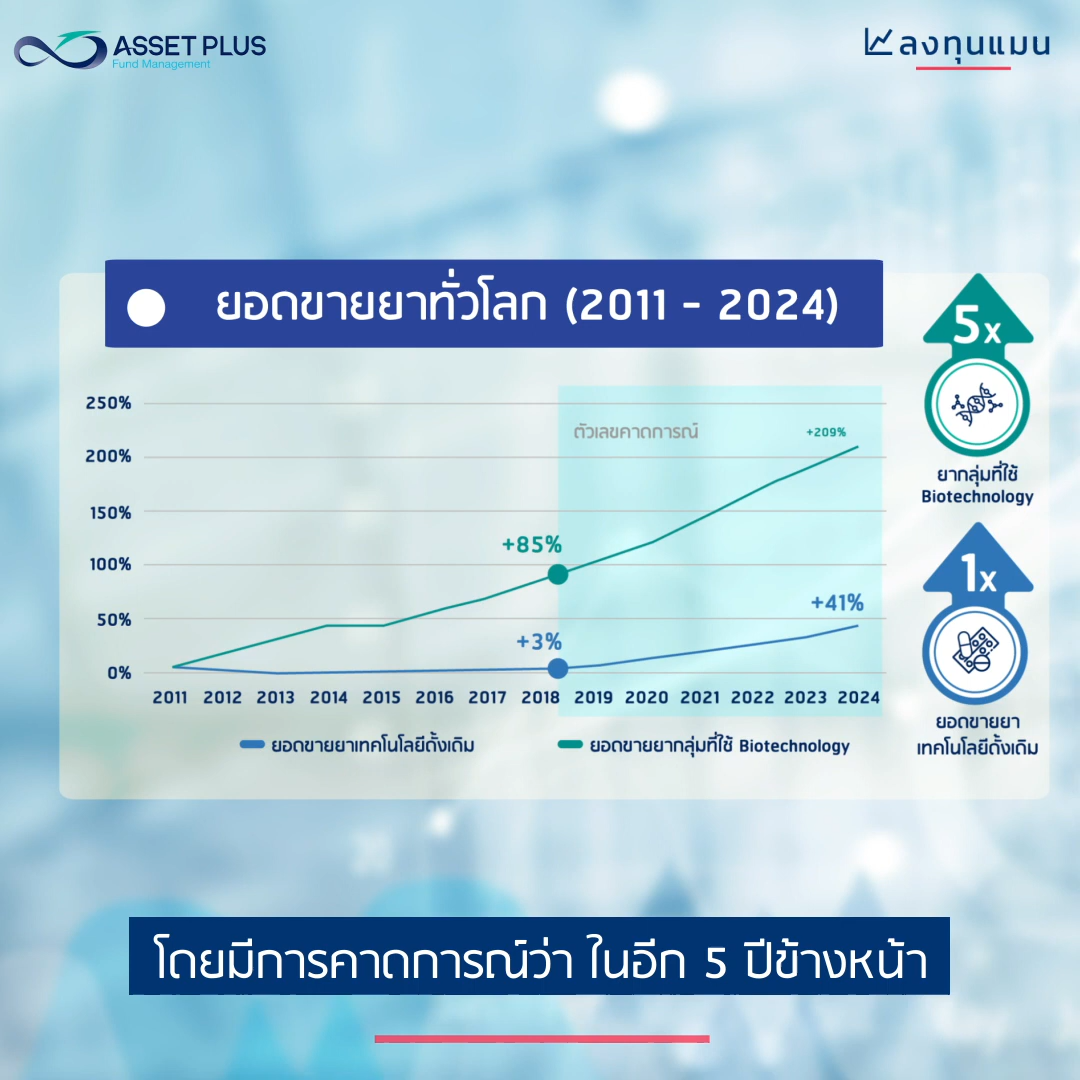 ASSET PLUS
Fund Management
ลงทุนแมน
ยอดขายยาทั่วโลก (2011 - 2024)
5x
ยากลุ่มที่ใช้
Biotechnology
1x
ยอดขายยา
เทคโนโลยีดั้งเดิม
250%
200%
150%
100%
50%
0%
ตัวเลขคาดการณ์
+209%
+85%
+41%
+3%
2011 2012 2013 2014 2015 2016 2017 2018 2019 2020 2021 2022 2023 2024
ยอดขายยาเทคโนโลยีดั้งเดิม
ยอดขายยากลุ่มที่ใช้ Biotechnology
โดยมีการคาดการณ์ว่า ในอีก 5 ปีข้างหน้า